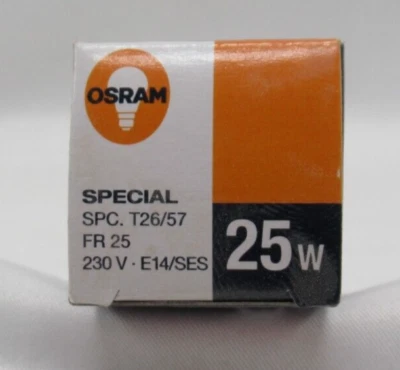 OSRAM
SPECIAL
SPC. T26/57
FR 25
230 V · E14/SES
25 W